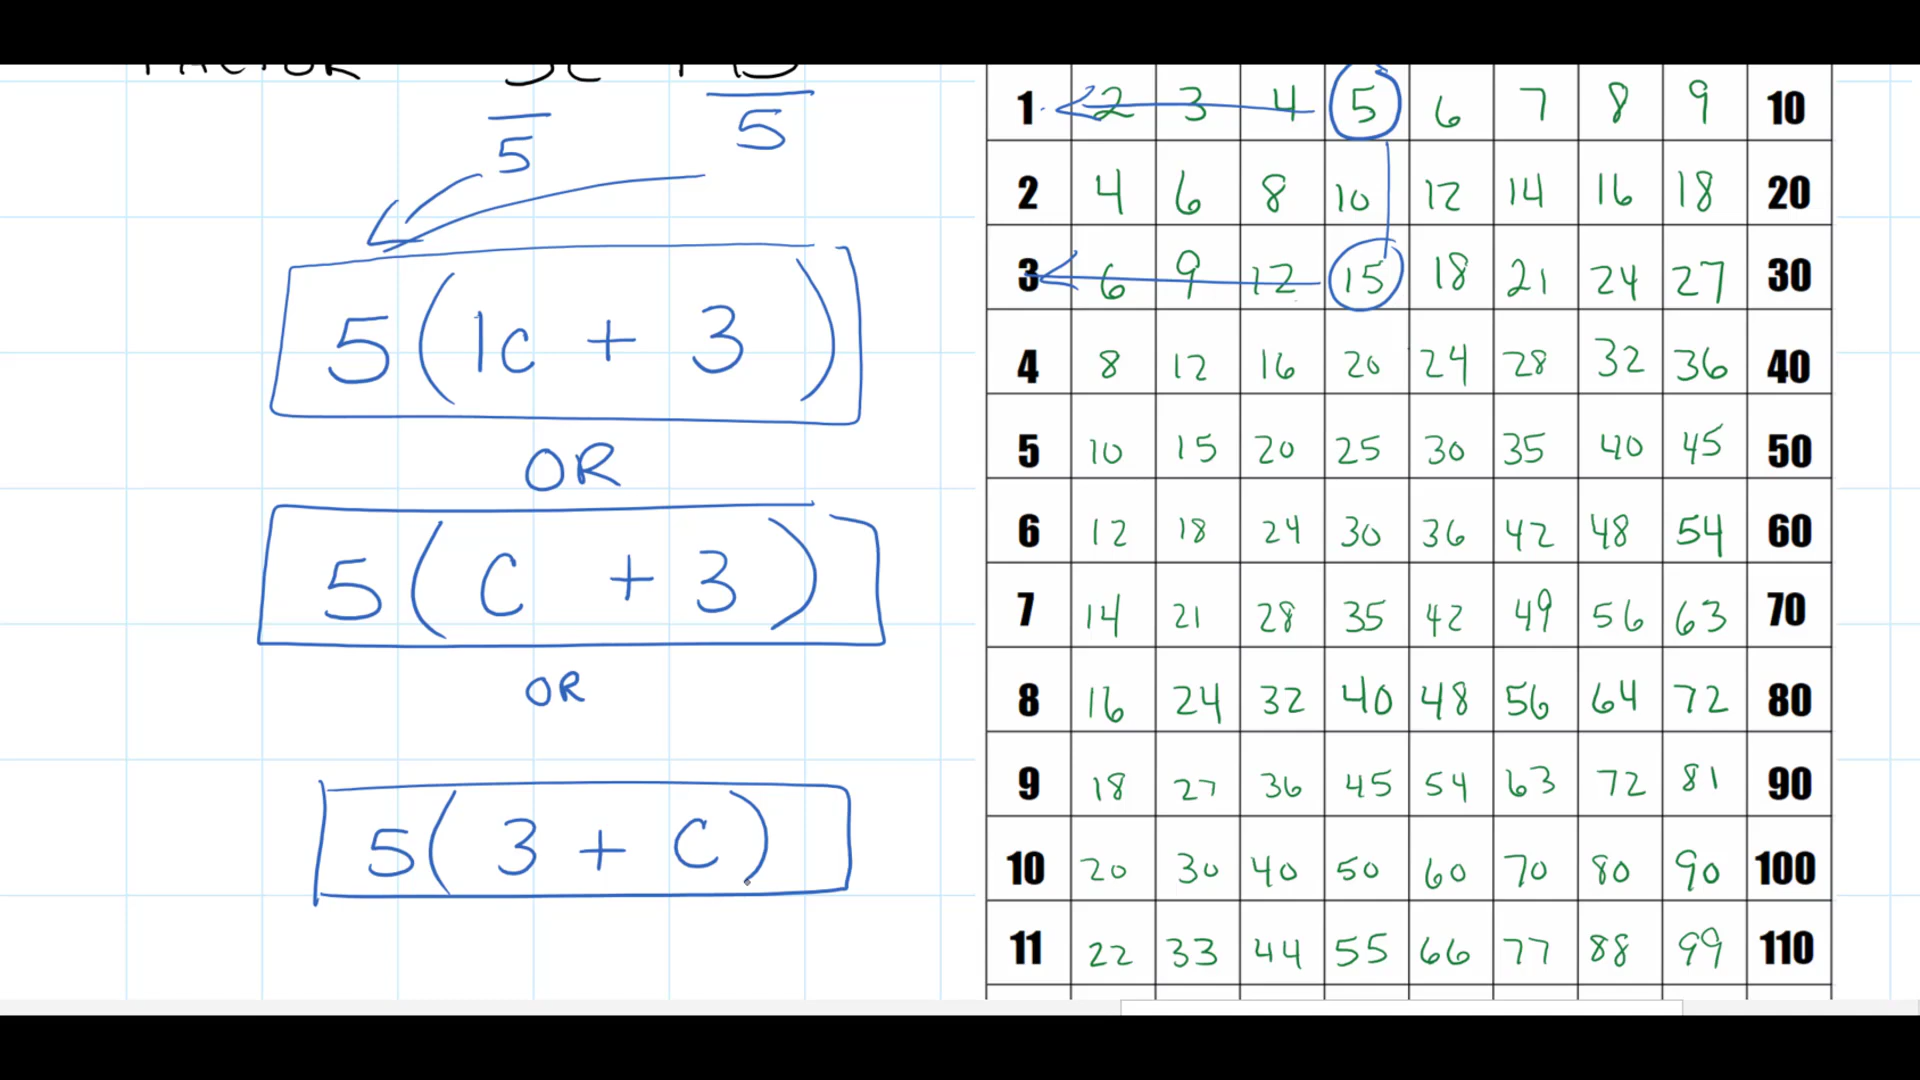 FACTOR 5c + 15
5 5
5(1c + 3)
OR
5(C + 3)
OR
5(3 + C)
1 2 3 4 5 6 7 8 9 10
2 4 6 8 10 12 14 16 18 20
3 6 9 12 15 18 21 24 27 30
4 8 12 16 20 24 28 32 36 40
5 10 15 20 25 30 35 40 45 50
6 12 18 24 30 36 42 48 54 60
7 14 21 28 35 42 49 56 63 70
8 16 24 32 40 48 56 64 72 80
9 18 27 36 45 54 63 72 81 90
10 20 30 40 50 60 70 80 90 100
11 22 33 44 55 66 77 88 99 110